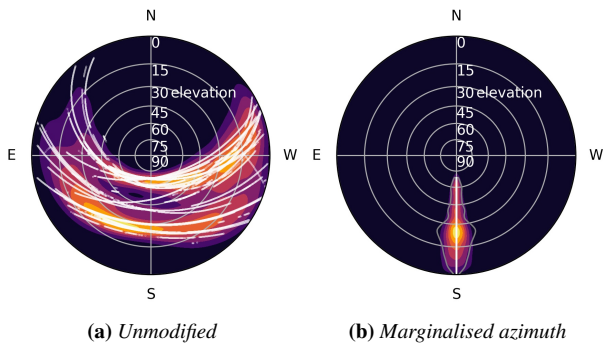 N
0
15
30 elevation
45
60
75
90
E
W
S
(a) Unmodified
N
0
15
30 elevation
45
60
75
90
E
W
S
(b) Marginalised azimuth